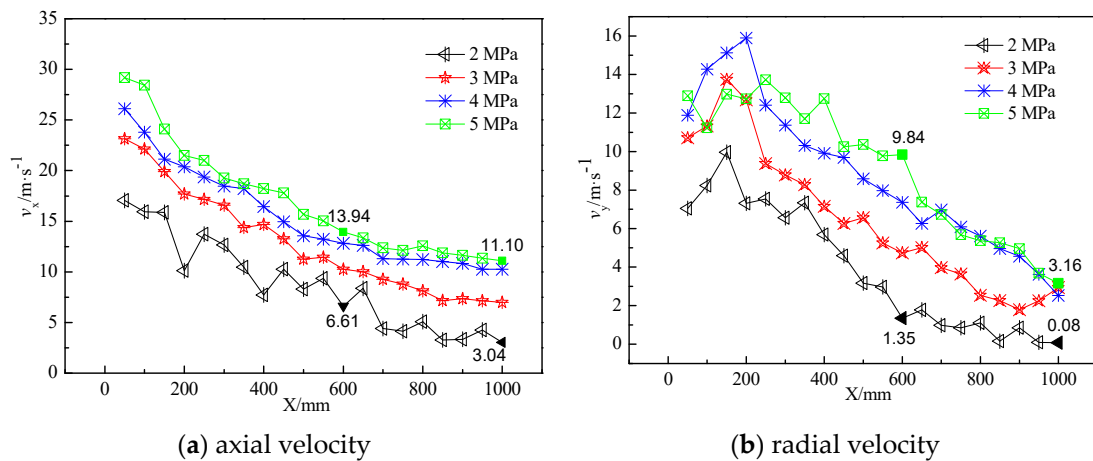 35
30
25
20
15
10
5
0
v_x/m·s^-1
2 MPa
3 MPa
4 MPa
5 MPa
13.94
11.10
6.61
3.04
0 200 400 600 800 1000
X/mm
(a) axial velocity
16
14
12
10
8
6
4
2
0
v_y/m·s^-1
2 MPa
3 MPa
4 MPa
5 MPa
9.84
3.16
1.35
0.08
0 200 400 600 800 1000
X/mm
(b) radial velocity